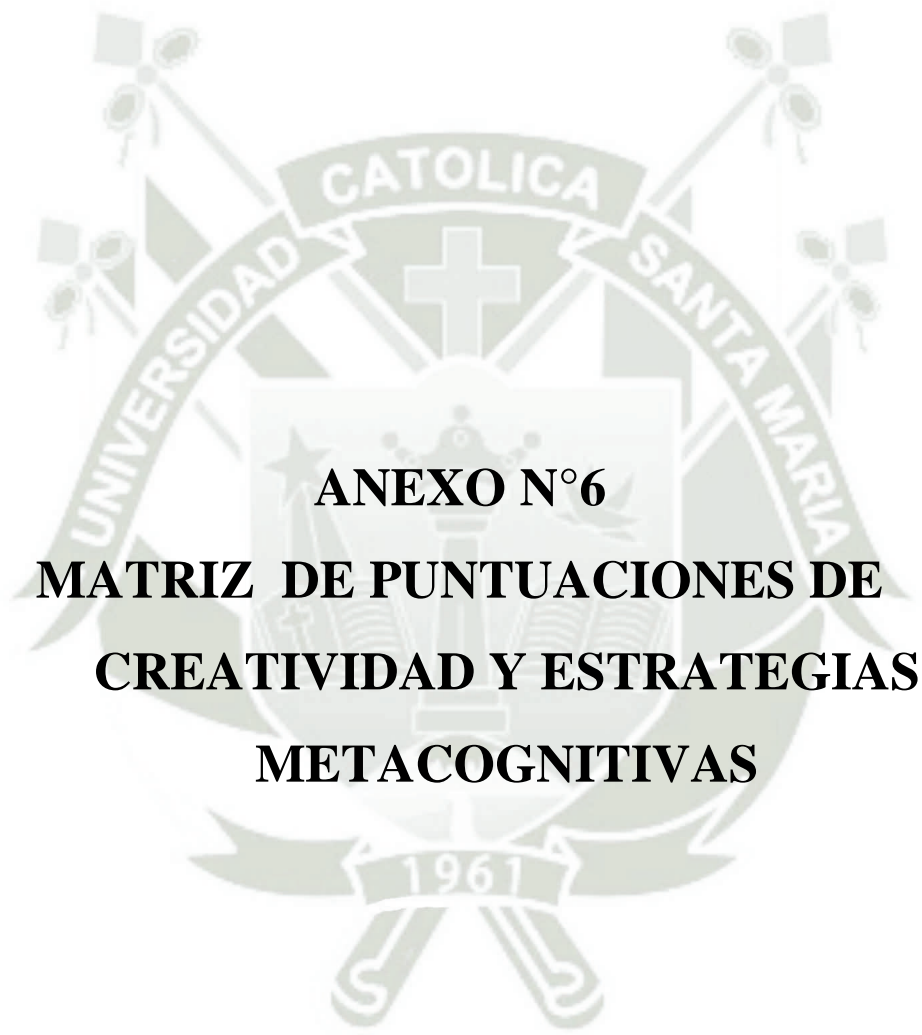 UNIVERSIDAD CATOLICA SANTA MARIA
ANEXO N°6
MATRIZ  DE PUNTUACIONES DE
CREATIVIDAD Y ESTRATEGIAS
METACOGNITIVAS
1961